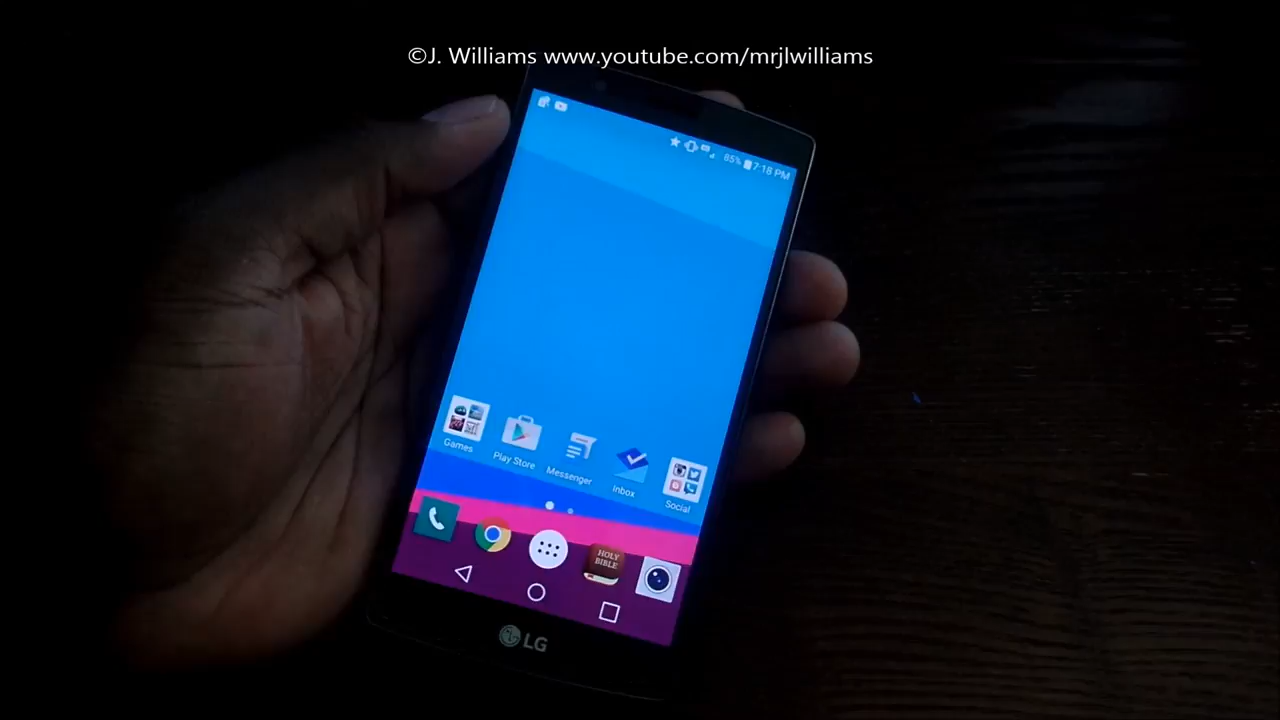 ©J. Williams www.youtube.com/mrjlwilliams
85% 7:18 PM
Games
Play Store
Messenger
Inbox
Social
HOLY
BIBLE
LG